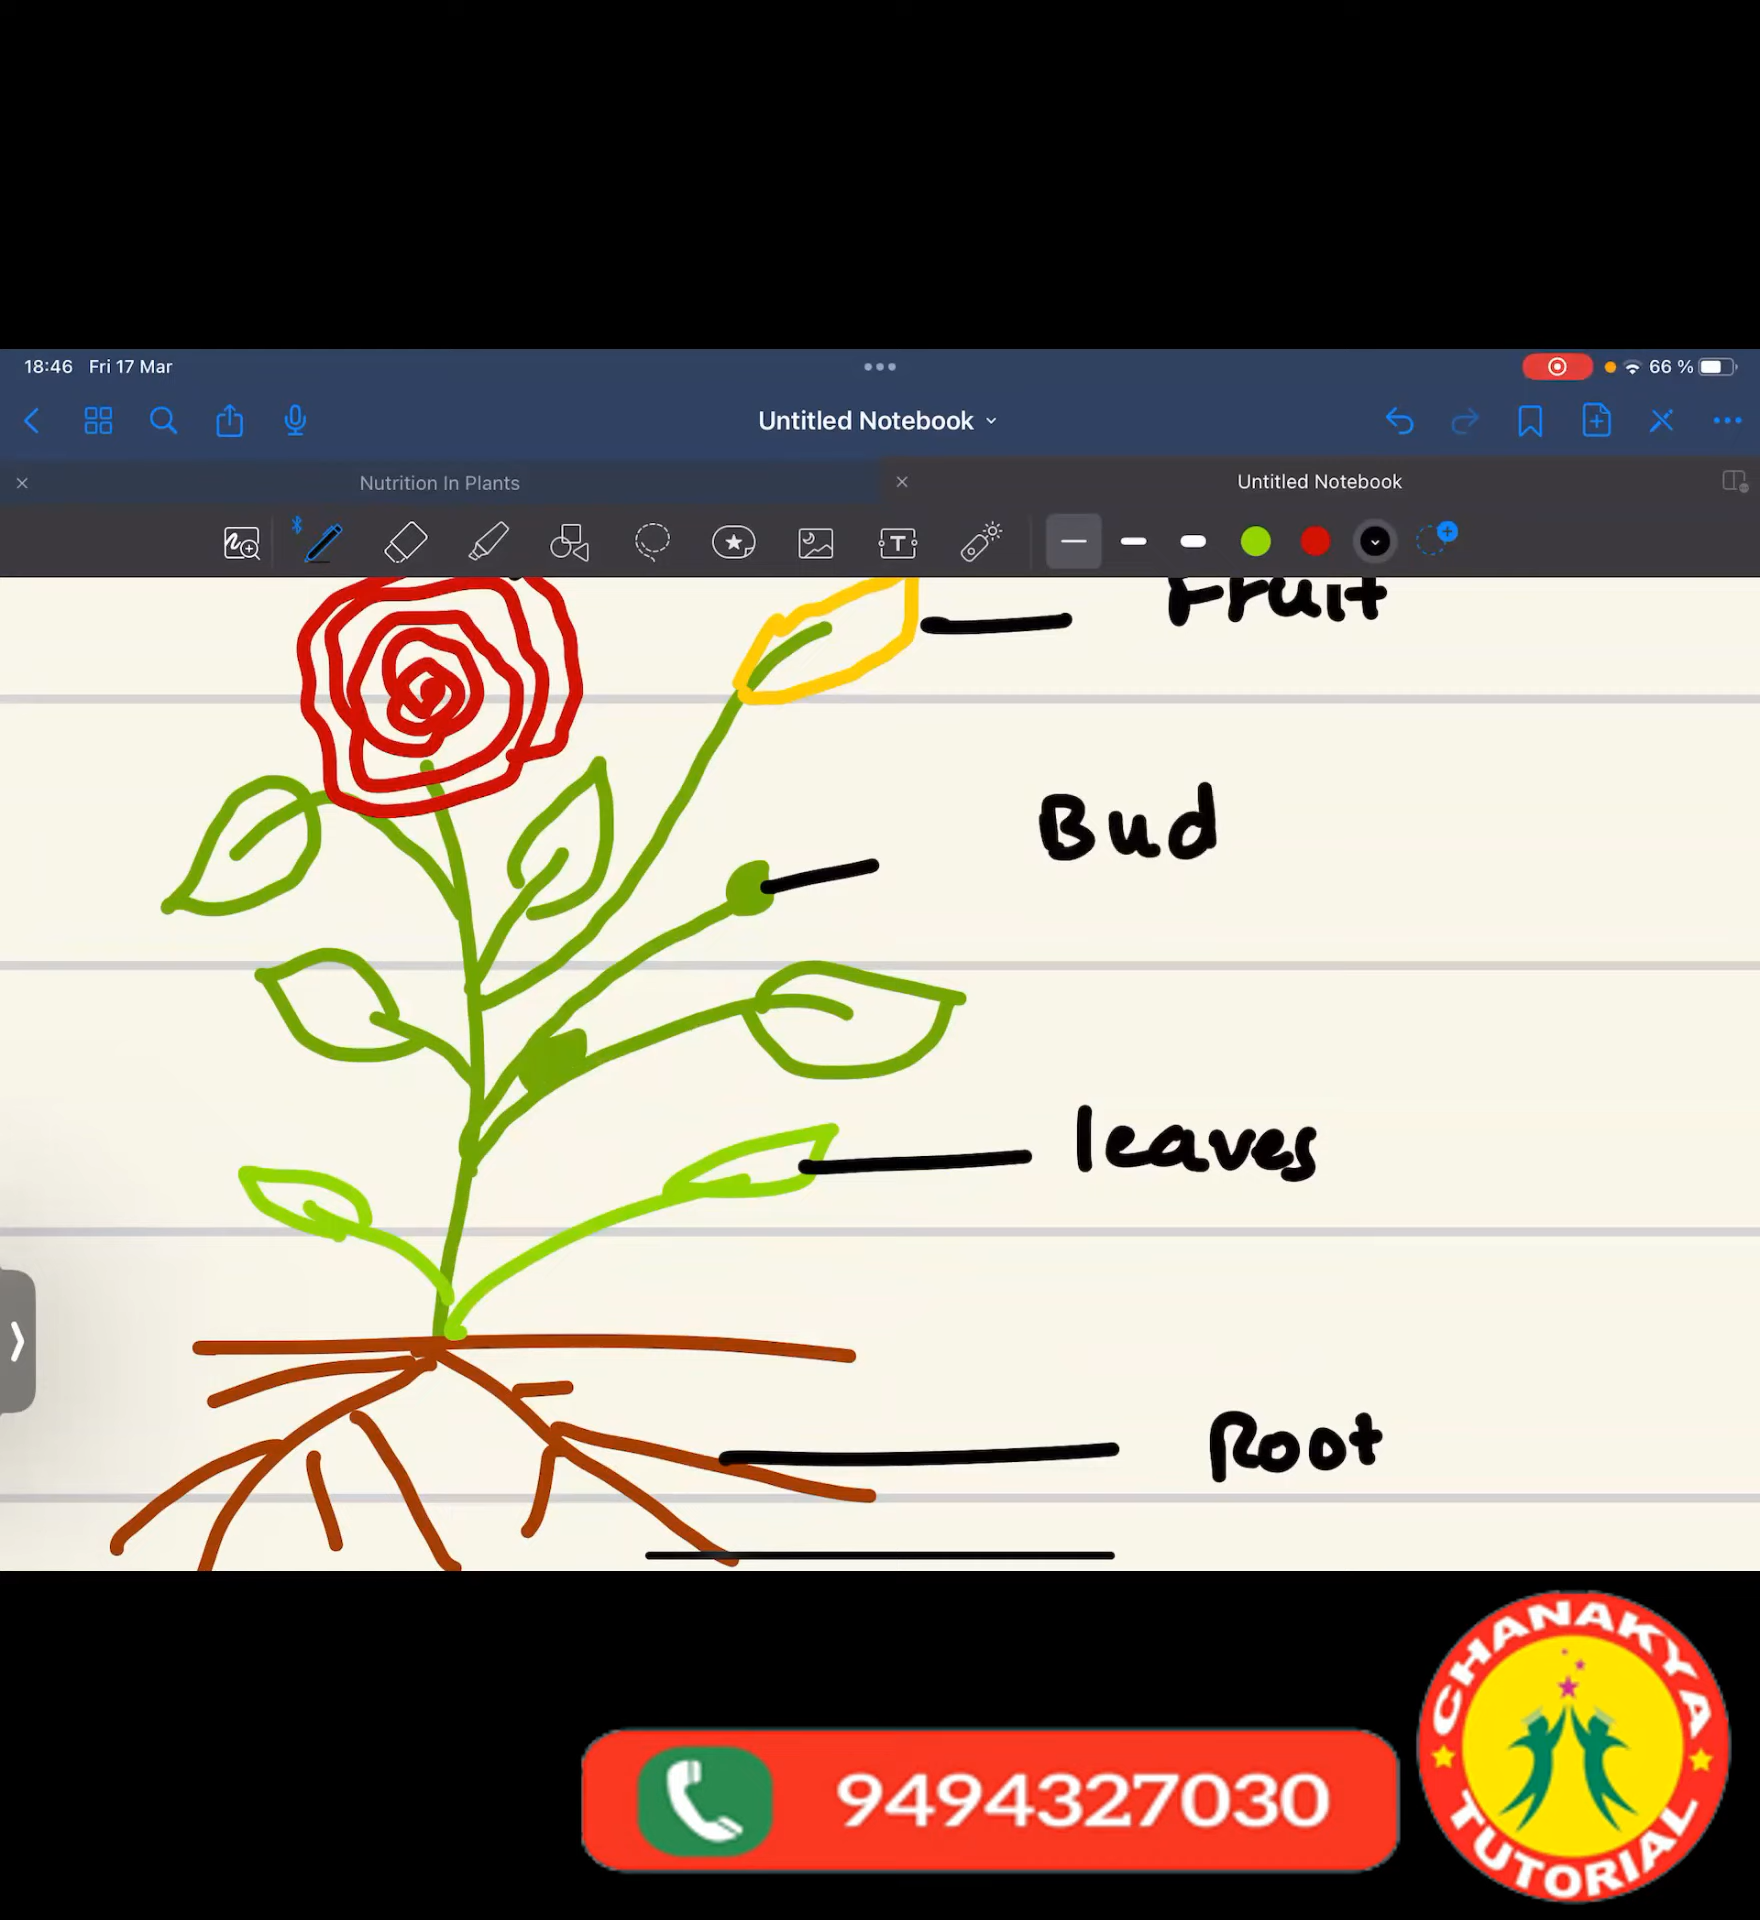 18:46 Fri 17 Mar
66 %
Untitled Notebook
Nutrition In Plants
Untitled Notebook
T
Fruit
Bud
leaves
Root
9494327030
CHANAKYA
TUTORIAL